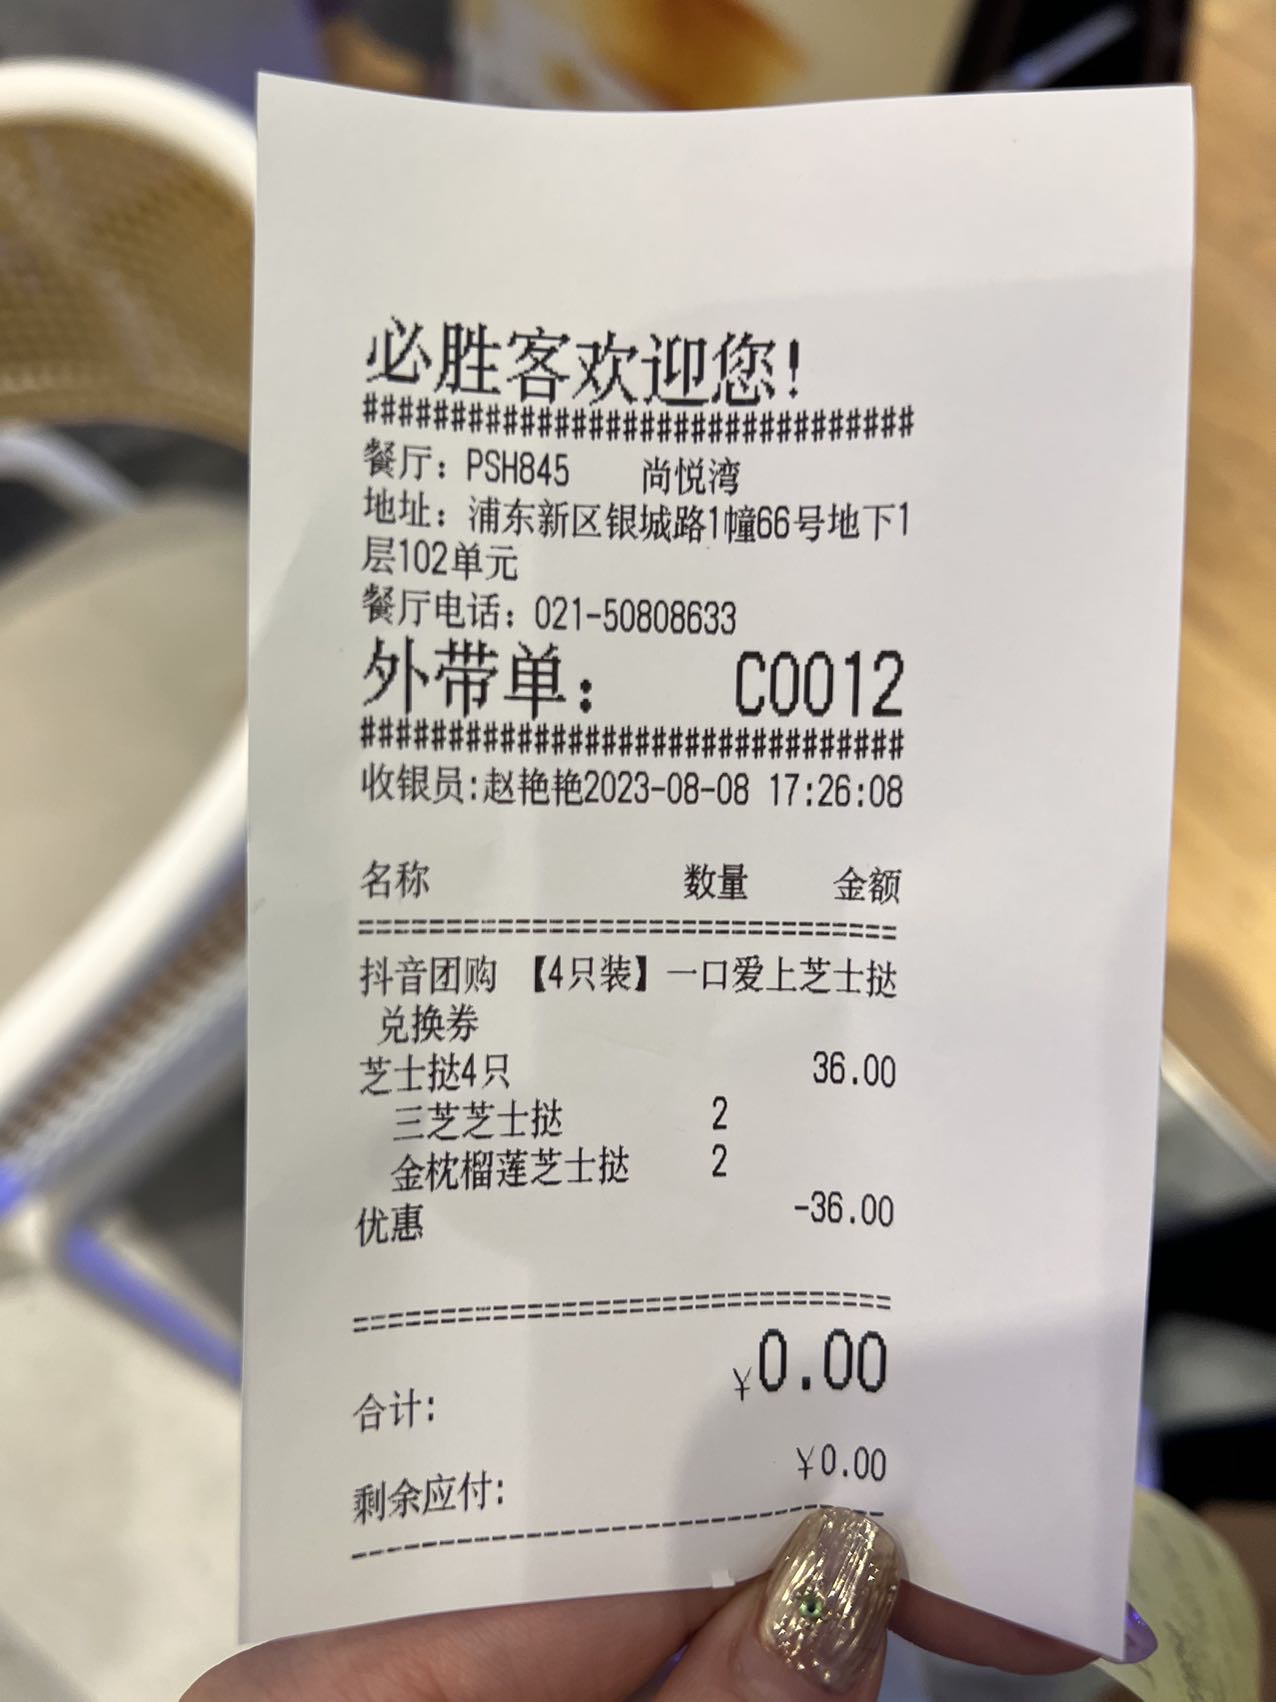 必胜客欢迎您!
################################
餐厅：PSH845 尚悦湾
地址：浦东新区银城路1幢66号地下1
层102单元
餐厅电话：021-50808633
外带单： C0012
################################
收银员:赵艳艳2023-08-08 17:26:08
名称 数量 金额
================================
抖音团购 【4只装】一口爱上芝士挞
兑换券
芝士挞4只 36.00
三芝芝士挞 2
金枕榴莲芝士挞 2
优惠 -36.00
================================
合计: ¥0.00
剩余应付: ¥0.00
--------------------------------